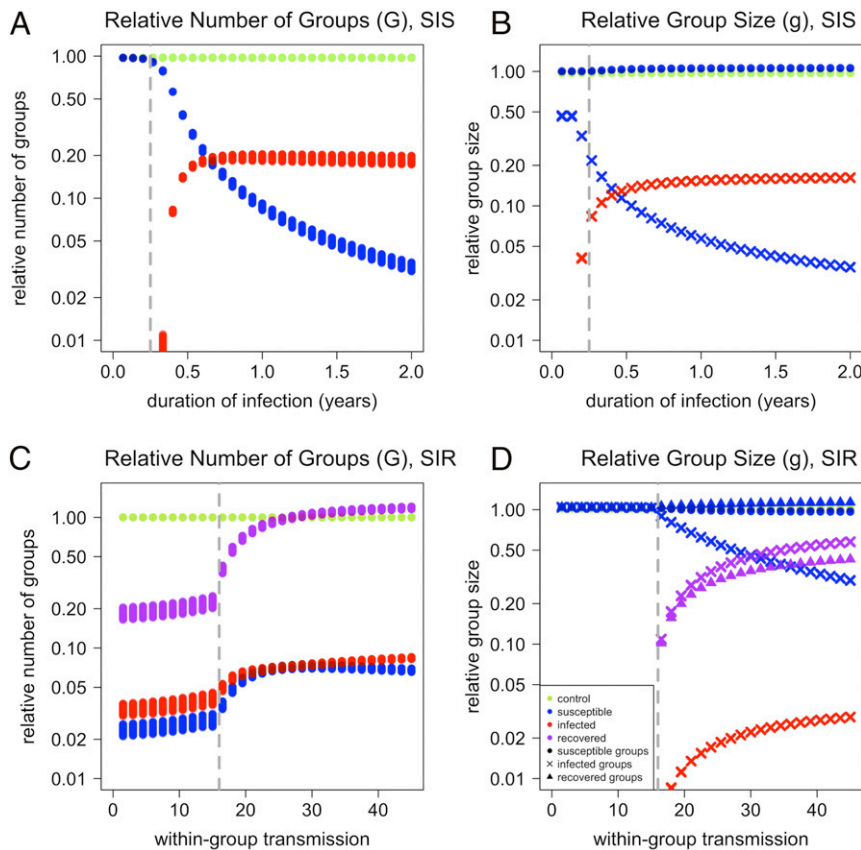 A
Relative Number of Groups (G), SIS
relative number of groups
1.00
0.50
0.20
0.10
0.05
0.02
0.01
0.0 0.5 1.0 1.5 2.0
duration of infection (years)
B
Relative Group Size (g), SIS
relative group size
1.00
0.50
0.20
0.10
0.05
0.02
0.01
0.0 0.5 1.0 1.5 2.0
duration of infection (years)
C
Relative Number of Groups (G), SIR
relative number of groups
1.00
0.50
0.20
0.10
0.05
0.02
0.01
0 10 20 30 40
within-group transmission
D
Relative Group Size (g), SIR
relative group size
1.00
0.50
0.20
0.10
0.05
0.02
0.01
control
susceptible
infected
recovered
susceptible groups
infected groups
recovered groups
0 10 20 30 40
within-group transmission